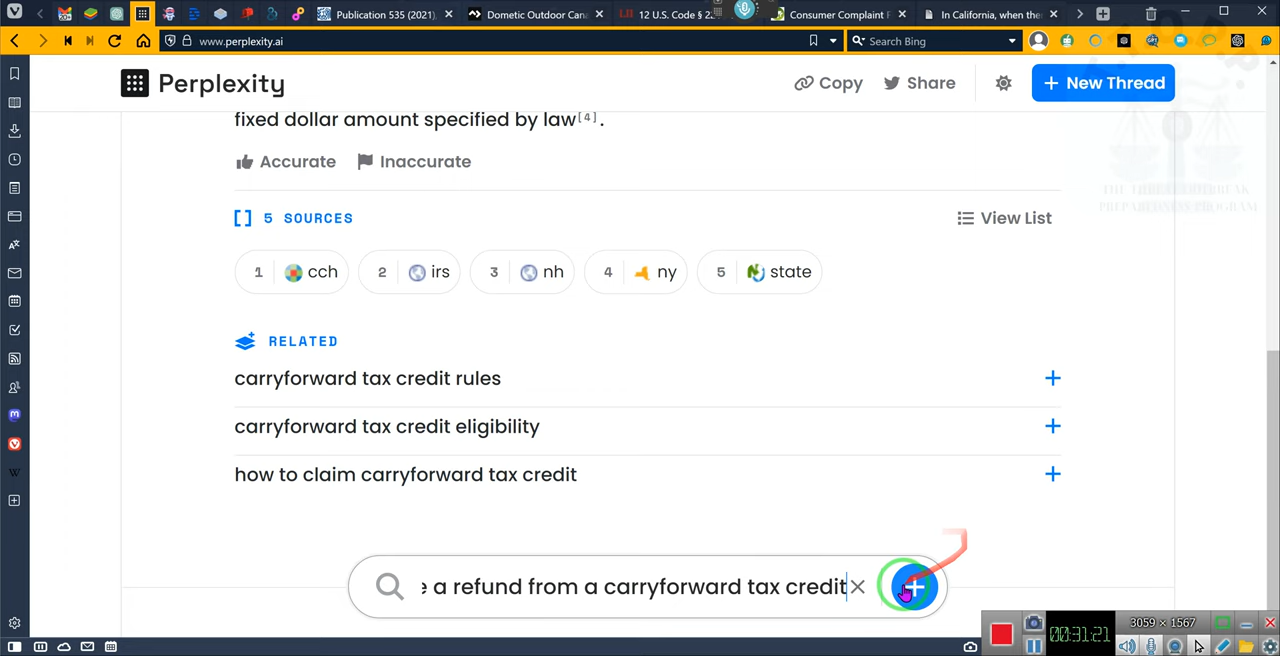 Publication 535 (2021),
Dometic Outdoor Can
12 U.S. Code § 2
Consumer Complaint F
In California, when the
www.perplexity.ai
Search Bing
Perplexity
Copy
Share
New Thread
fixed dollar amount specified by law[4].
Accurate
Inaccurate
5 SOURCES
View List
1 cch
2 irs
3 nh
4 ny
5 state
RELATED
carryforward tax credit rules
carryforward tax credit eligibility
how to claim carryforward tax credit
e a refund from a carryforward tax credit
3059 × 1567
00:31:21
PREPAREDNESS PROGRAM